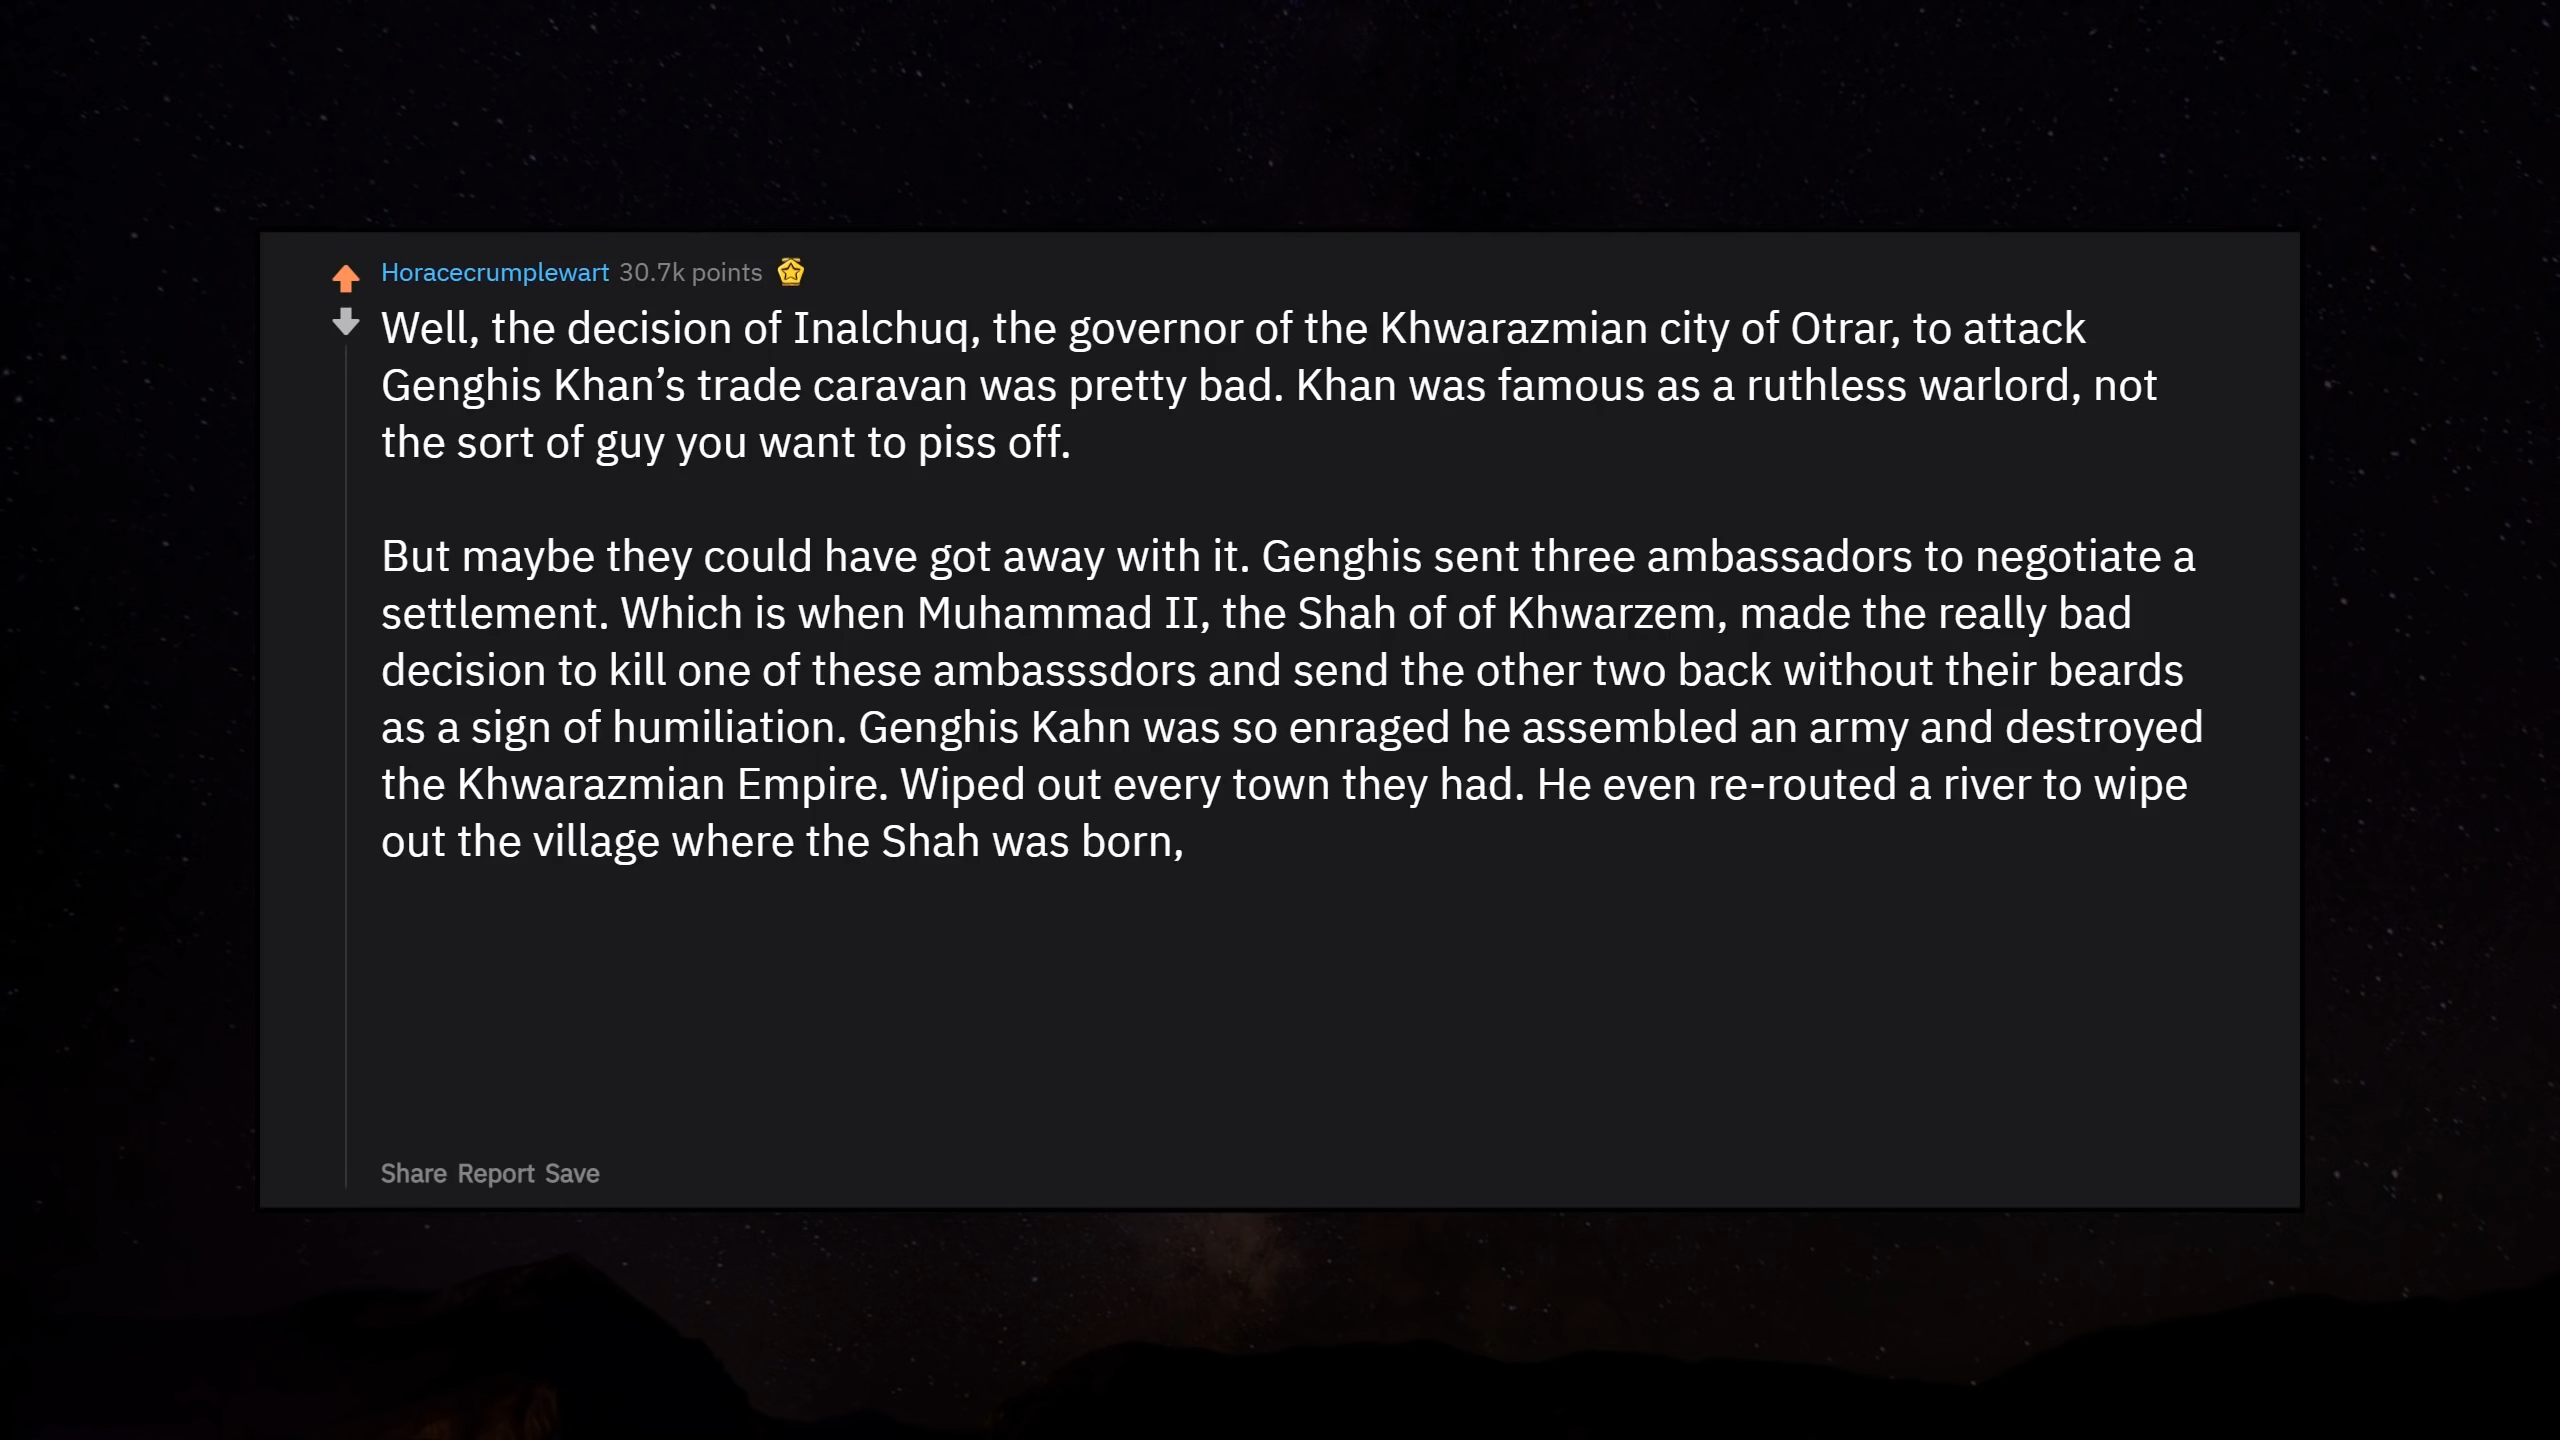 Horacecrumplewart 30.7k points
Well, the decision of Inalchuq, the governor of the Khwarazmian city of Otrar, to attack
Genghis Khan’s trade caravan was pretty bad. Khan was famous as a ruthless warlord, not
the sort of guy you want to piss off.
But maybe they could have got away with it. Genghis sent three ambassadors to negotiate a
settlement. Which is when Muhammad II, the Shah of of Khwarzem, made the really bad
decision to kill one of these ambasssdors and send the other two back without their beards
as a sign of humiliation. Genghis Kahn was so enraged he assembled an army and destroyed
the Khwarazmian Empire. Wiped out every town they had. He even re-routed a river to wipe
out the village where the Shah was born,
Share Report Save